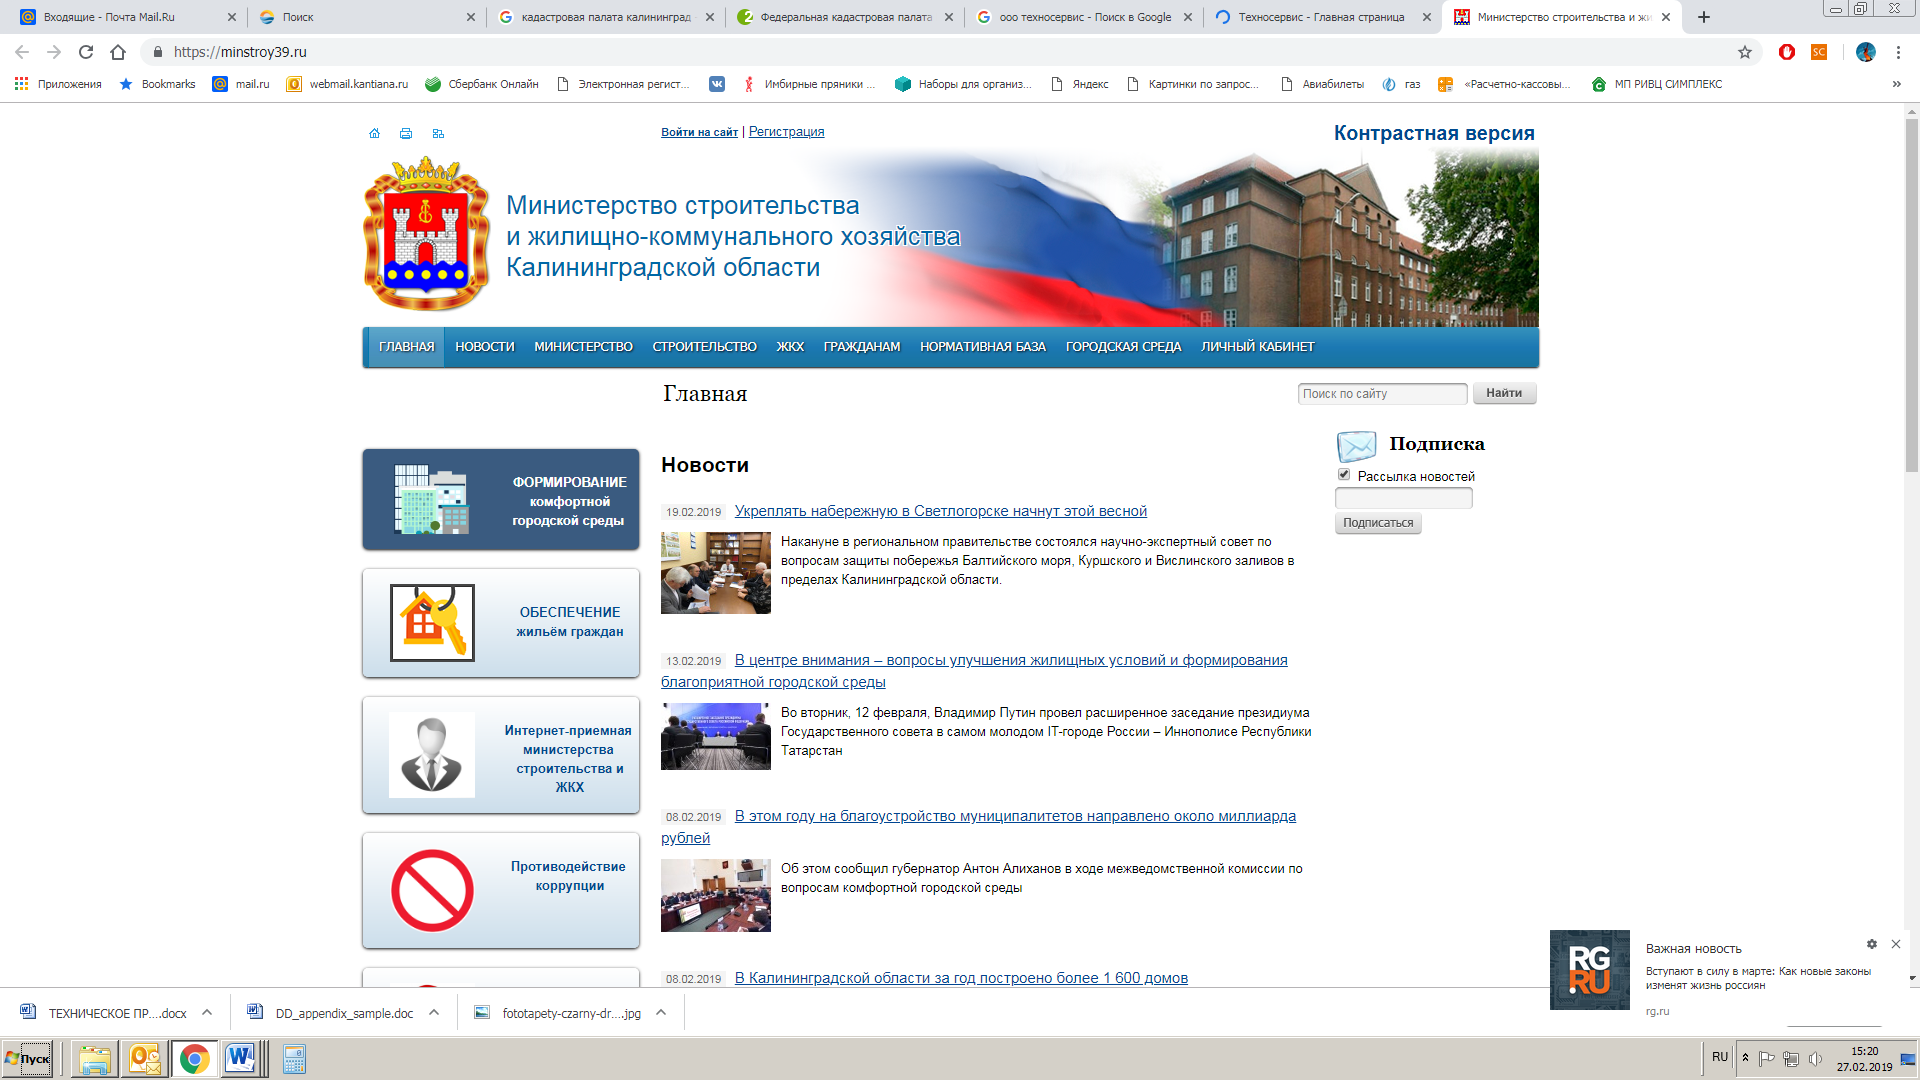 Входящие - Почта Mail.Ru
Поиск
кадастровая палата калининград
Федеральная кадастровая палата
ооо техносервис - Поиск в Google
Техносервис - Главная страница
Министерство строительства и жи
https://minstroy39.ru
Приложения
Bookmarks
mail.ru
webmail.kantiana.ru
Сбербанк Онлайн
Электронная регист...
Имбирные пряники ...
Наборы для организ...
Яндекс
Картинки по запрос...
Авиабилеты
газ
«Расчетно-кассовы...
МП РИВЦ СИМПЛЕКС
»
Войти на сайт | Регистрация
Контрастная версия
Министерство строительства
и жилищно-коммунального хозяйства
Калининградской области
ГЛАВНАЯ
НОВОСТИ
МИНИСТЕРСТВО
СТРОИТЕЛЬСТВО
ЖКХ
ГРАЖДАНАМ
НОРМАТИВНАЯ БАЗА
ГОРОДСКАЯ СРЕДА
ЛИЧНЫЙ КАБИНЕТ
Главная
Поиск по сайту
Найти
ФОРМИРОВАНИЕ
комфортной
городской среды
ОБЕСПЕЧЕНИЕ
жильём граждан
Интернет-приемная
министерства
строительства и
ЖКХ
Противодействие
коррупции
Новости
19.02.2019 Укреплять набережную в Светлогорске начнут этой весной
Накануне в региональном правительстве состоялся научно-экспертный совет по
вопросам защиты побережья Балтийского моря, Куршского и Вислинского заливов в
пределах Калининградской области.
13.02.2019 В центре внимания – вопросы улучшения жилищных условий и формирования
благоприятной городской среды
Во вторник, 12 февраля, Владимир Путин провел расширенное заседание президиума
Государственного совета в самом молодом IT-городе России – Иннополисе Республики
Татарстан
08.02.2019 В этом году на благоустройство муниципалитетов направлено около миллиарда
рублей
Об этом сообщил губернатор Антон Алиханов в ходе межведомственной комиссии по
вопросам комфортной городской среды
08.02.2019 В Калининградской области за год построено более 1 600 домов
Подписка
Рассылка новостей
Подписаться
RG
.RU
Важная новость
Вступают в силу в марте: Как новые законы
изменят жизнь россиян
rg.ru
ТЕХНИЧЕСКОЕ ПР....docx
DD_appendix_sample.doc
fototapety-czarny-dr....jpg
Пуск
RU
15:20
27.02.2019